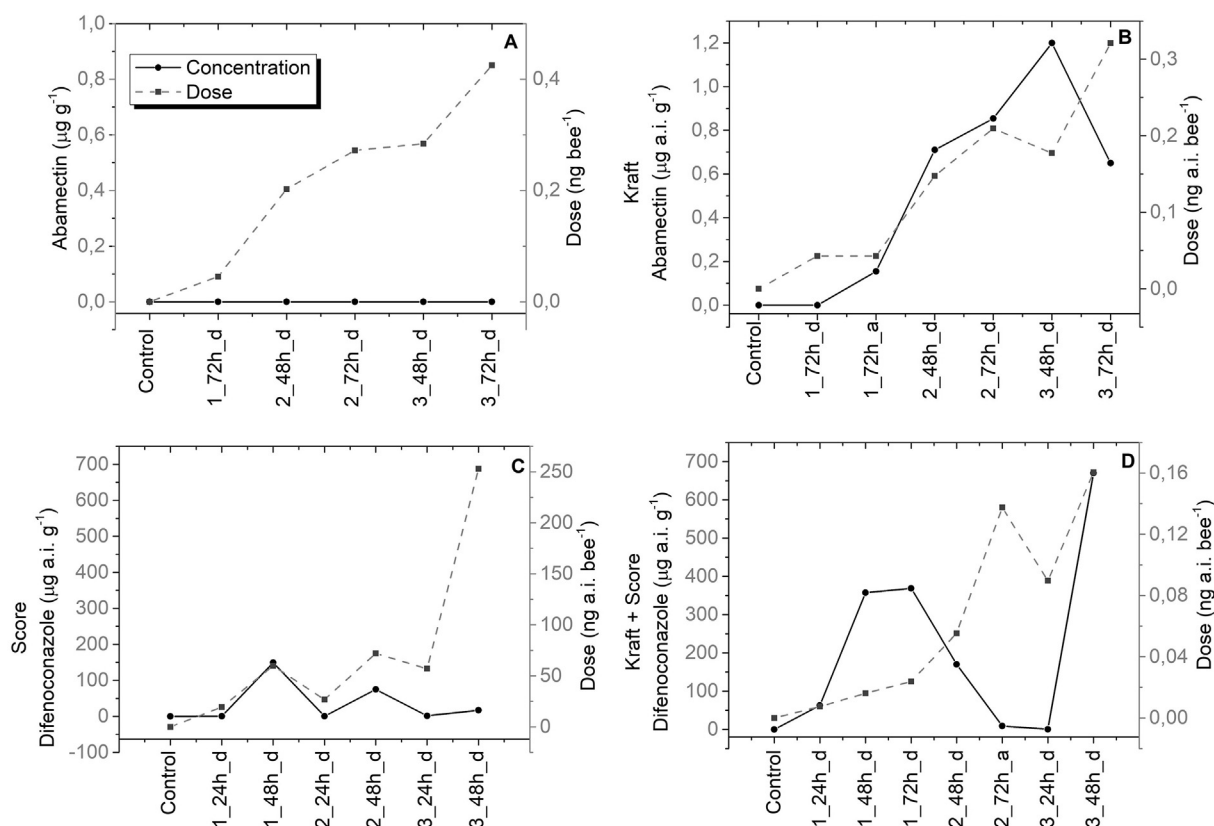 A
Concentration
Dose
1,0
0,8
0,6
0,4
0,2
0,0
Abamectin (μg g⁻¹)
0,4
0,2
0,0
Dose (ng bee⁻¹)
Control
1_72h_d
2_48h_d
2_72h_d
3_48h_d
3_72h_d
B
1,2
1,0
0,8
0,6
0,4
0,2
0,0
Kraft
Abamectin (μg a.i. g⁻¹)
0,3
0,2
0,1
0,0
Dose (ng a.i. bee⁻¹)
Control
1_72h_d
1_72h_a
2_48h_d
2_72h_d
3_48h_d
3_72h_d
C
700
600
500
400
300
200
100
0
-100
Score
Difenoconazole (μg a.i. g⁻¹)
250
200
150
100
50
0
Dose (ng a.i. bee⁻¹)
Control
1_24h_d
1_48h_d
2_24h_d
2_48h_d
3_24h_d
3_48h_d
D
700
600
500
400
300
200
100
0
Kraft + Score
Difenoconazole (μg a.i. g⁻¹)
0,16
0,12
0,08
0,04
0,00
Dose (ng a.i. bee⁻¹)
Control
1_24h_d
1_48h_d
1_72h_d
2_48h_d
2_72h_a
3_24h_d
3_48h_d